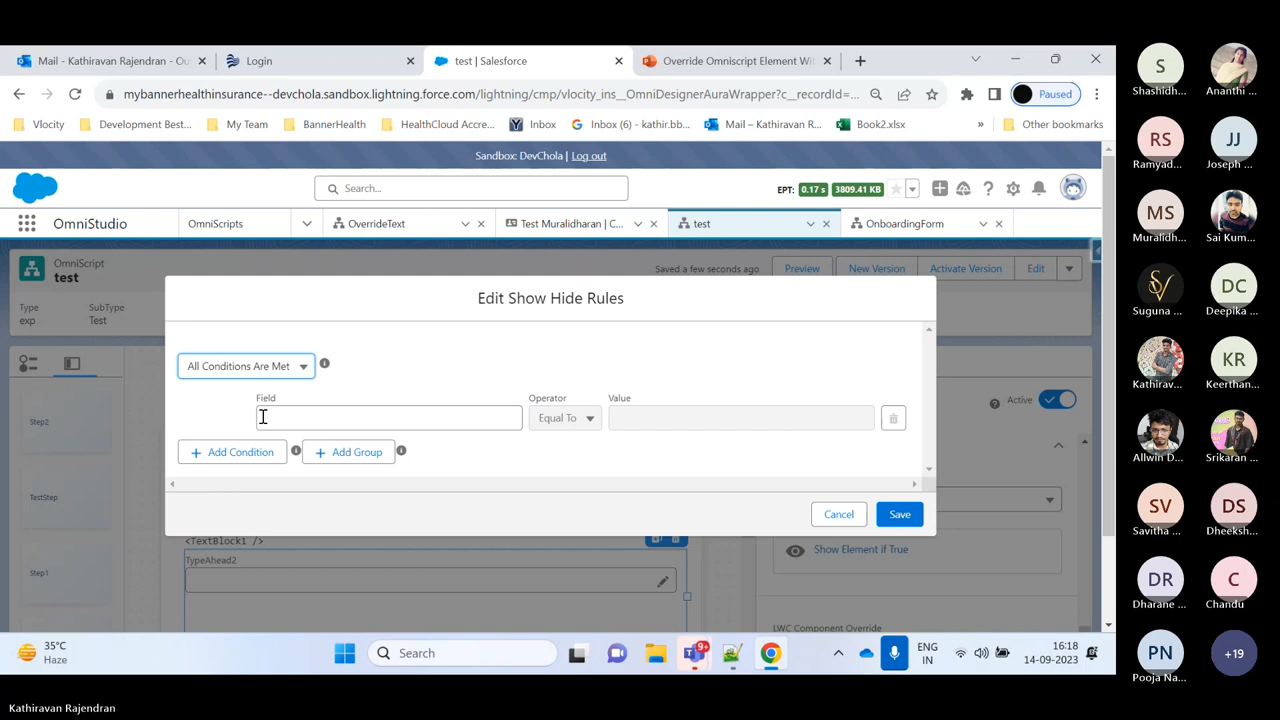 Mail - Kathiravan Rajendran - Ou
Login
test | Salesforce
Override Omniscript Element Wit
mybannerhealthinsurance--devchola.sandbox.lightning.force.com/lightning/cmp/vlocity_ins__OmniDesignerAuraWrapper?c__recordId=...
Paused
Vlocity
Development Best...
My Team
BannerHealth
HealthCloud Accre...
Inbox
Inbox (6) - kathir.bb...
Mail – Kathiravan R...
Book2.xlsx
»
Other bookmarks
Sandbox: DevChola | Log out
Search...
EPT: 0.17 s 3809.41 KB
OmniStudio
OmniScripts
OverrideText
Test Muralidharan | C...
test
OnboardingForm
OmniScript
test
Saved a few seconds ago
Preview
New Version
Activate Version
Edit
Type
exp
SubType
Test
Edit Show Hide Rules
All Conditions Are Met
Field
Operator
Value
Equal To
+ Add Condition
+ Add Group
Cancel
Save
Active
Step2
TestStep
Step1
<TextBlock1 />
TypeAhead2
Show Element if True
LWC Component Override
35°C
Haze
Search
9+
ENG
IN
16:18
14-09-2023
Kathiravan Rajendran
S
Shashidh...
Ananthi ...
RS
Ramyad...
JJ
Joseph ...
MS
Muralidh...
Sai Kum...
SV
Suguna ...
DC
Deepika ...
Kathirav...
KR
Keerthan...
Allwin D...
Srikaran ...
SV
Savitha ...
DS
Dheeksh...
DR
Dharane ...
C
Chandu
PN
Pooja Na...
+19